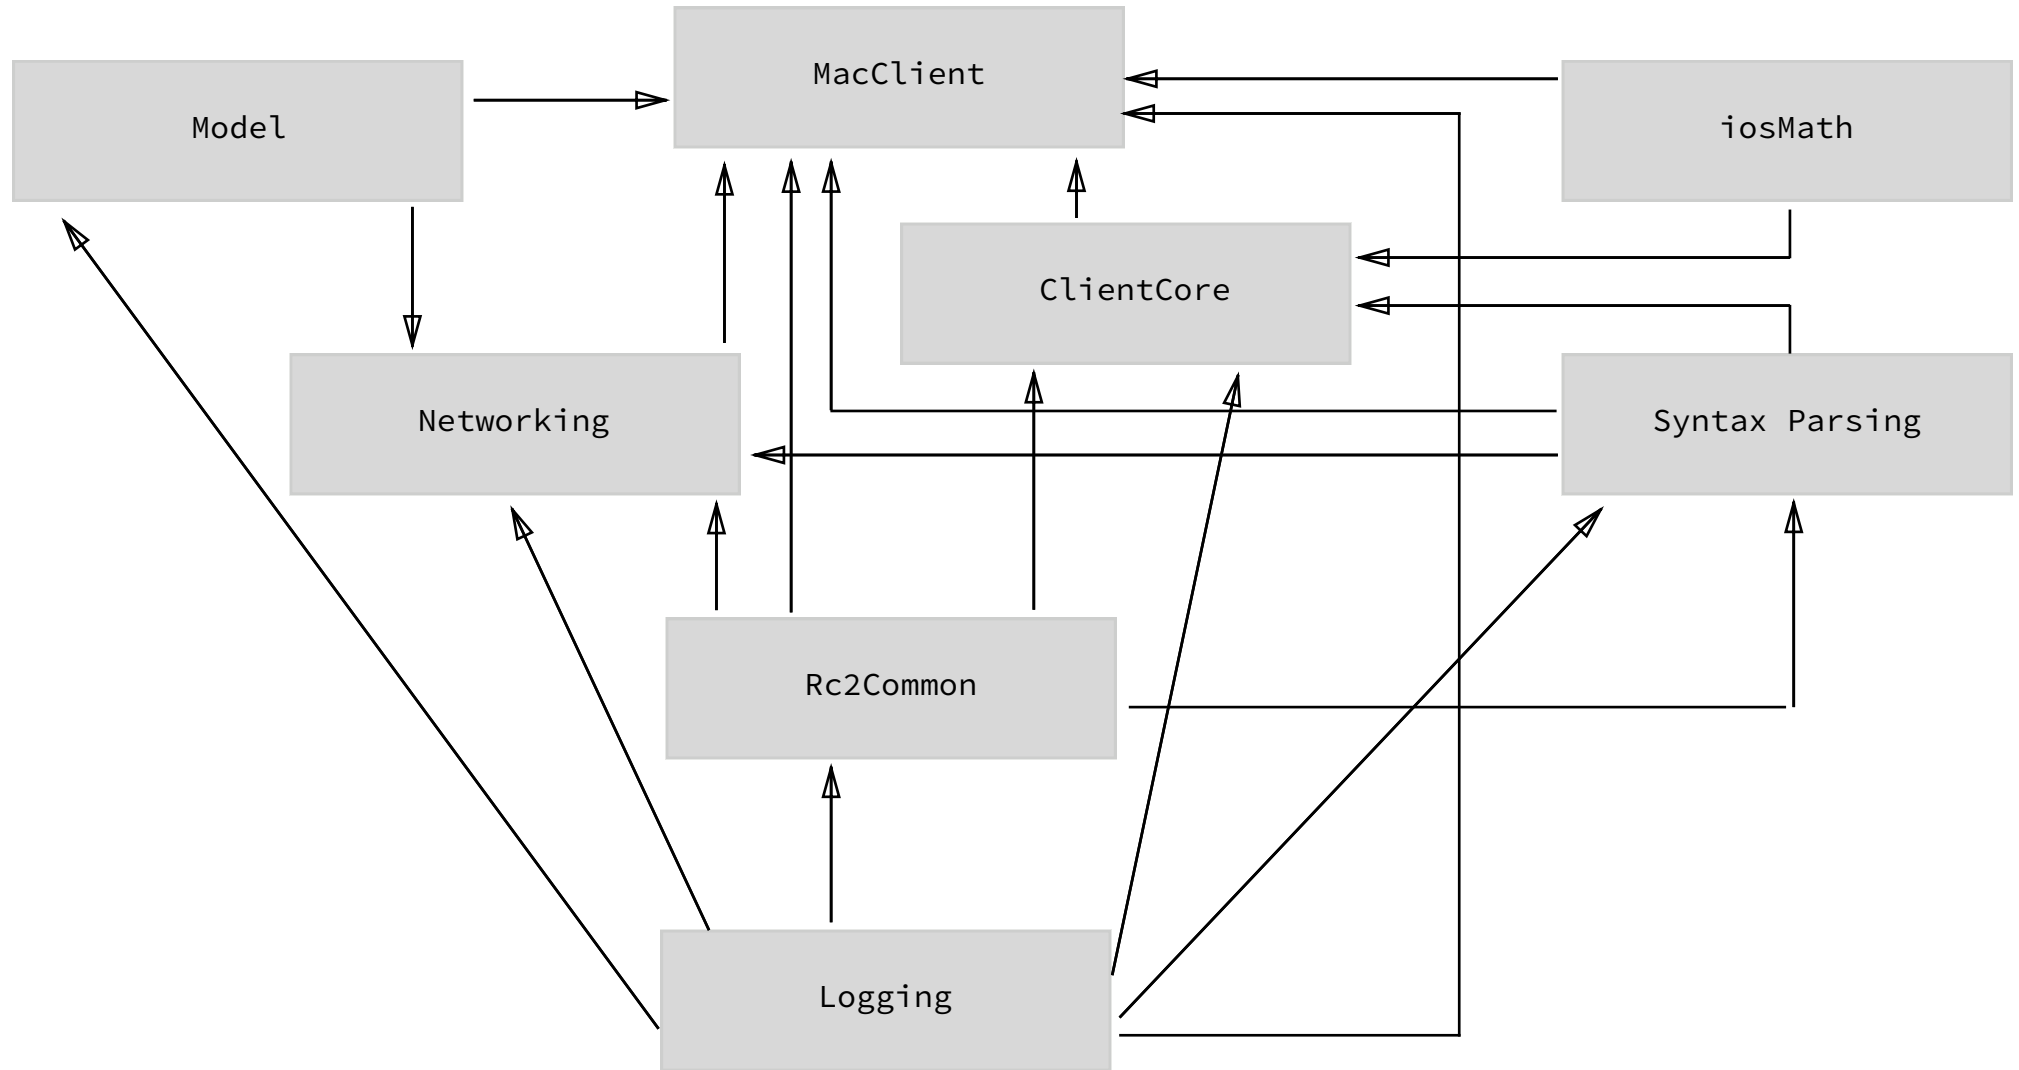 MacClient
Model
iosMath
ClientCore
Networking
Syntax Parsing
Rc2Common
Logging